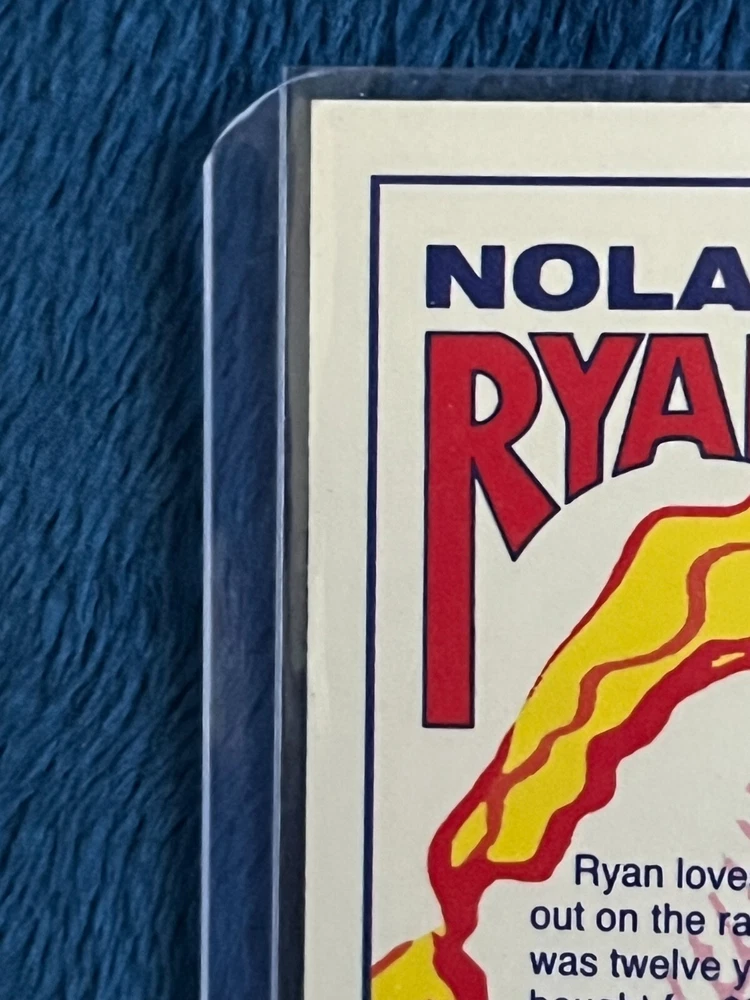 NOLA
RYA
Ryan love
out on the ra
was twelve y